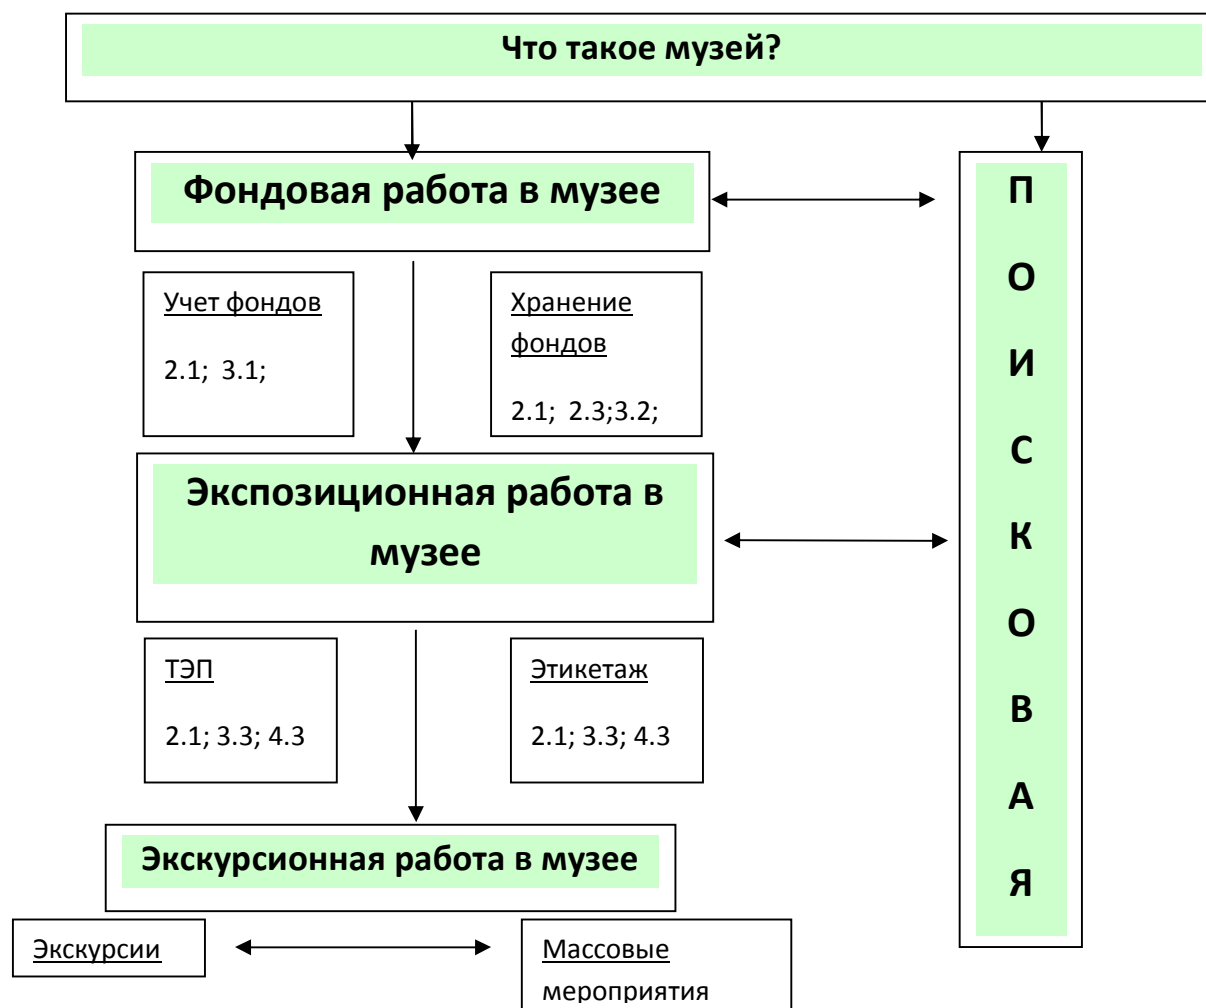 Что такое музей?
Фондовая работа в музее
Учет фондов
2.1; 3.1;
Хранение
фондов
2.1; 2.3;3.2;
Экспозиционная работа в
музее
ТЭП
2.1; 3.3; 4.3
Этикетаж
2.1; 3.3; 4.3
Экскурсионная работа в музее
Экскурсии
Массовые
мероприятия
П
О
И
С
К
О
В
А
Я